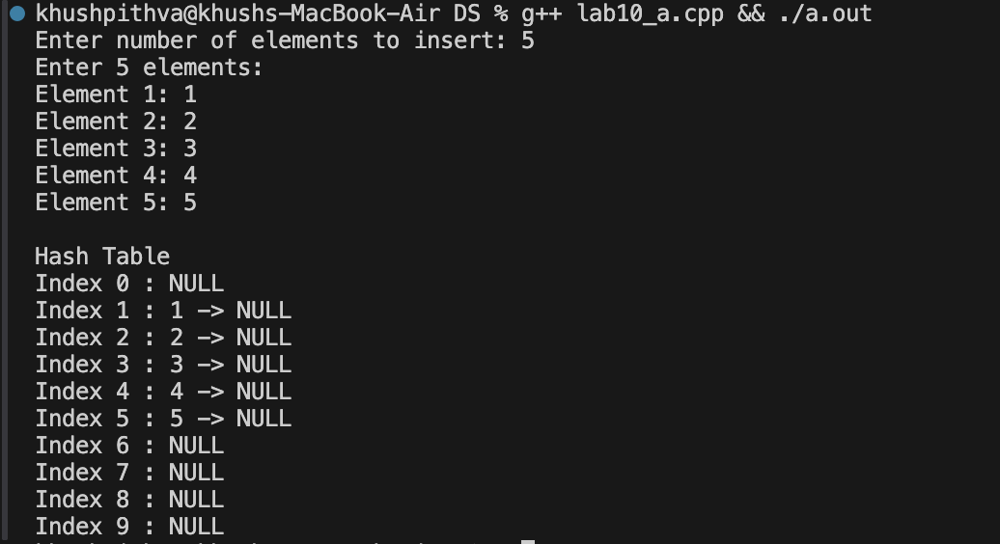 khushpithva@khushs-MacBook-Air DS % g++ lab10_a.cpp && ./a.out
Enter number of elements to insert: 5
Enter 5 elements:
Element 1: 1
Element 2: 2
Element 3: 3
Element 4: 4
Element 5: 5

Hash Table
Index 0 : NULL
Index 1 : 1 -> NULL
Index 2 : 2 -> NULL
Index 3 : 3 -> NULL
Index 4 : 4 -> NULL
Index 5 : 5 -> NULL
Index 6 : NULL
Index 7 : NULL
Index 8 : NULL
Index 9 : NULL